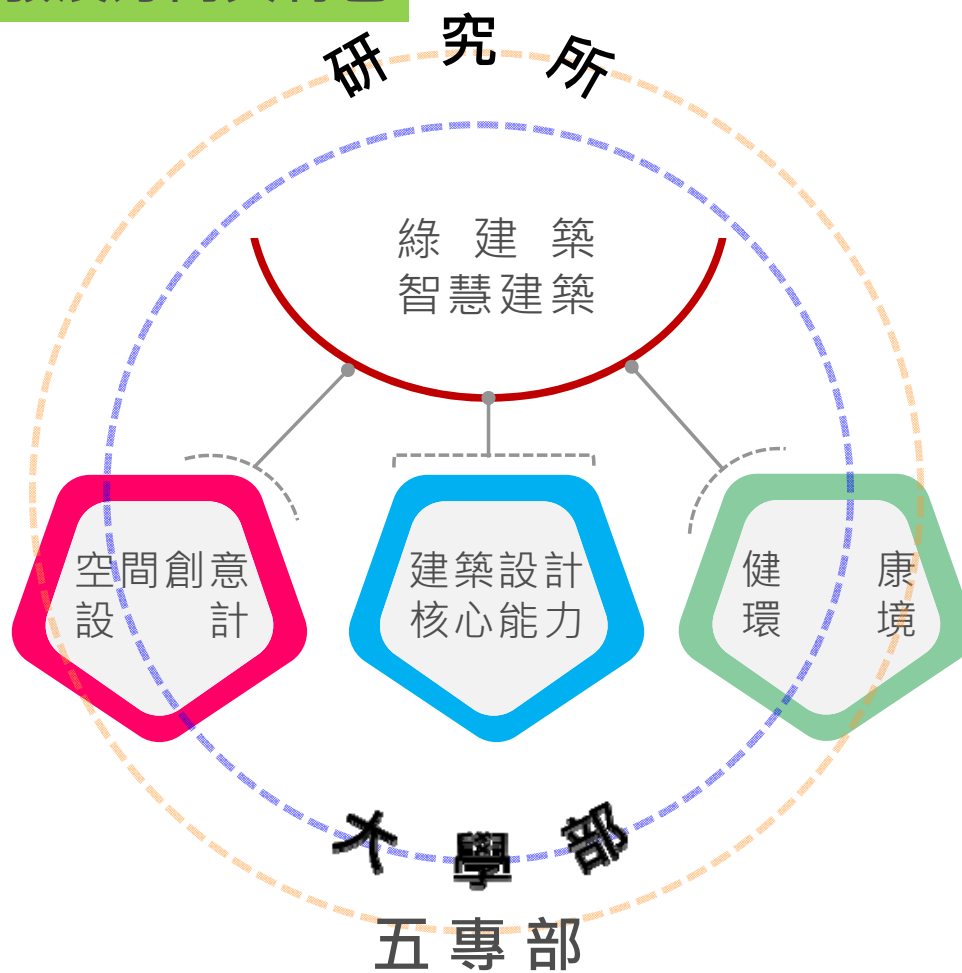 研究所
綠建築
智慧建築
空間創意
設計
建築設計
核心能力
健康
環境
大學部
五專部